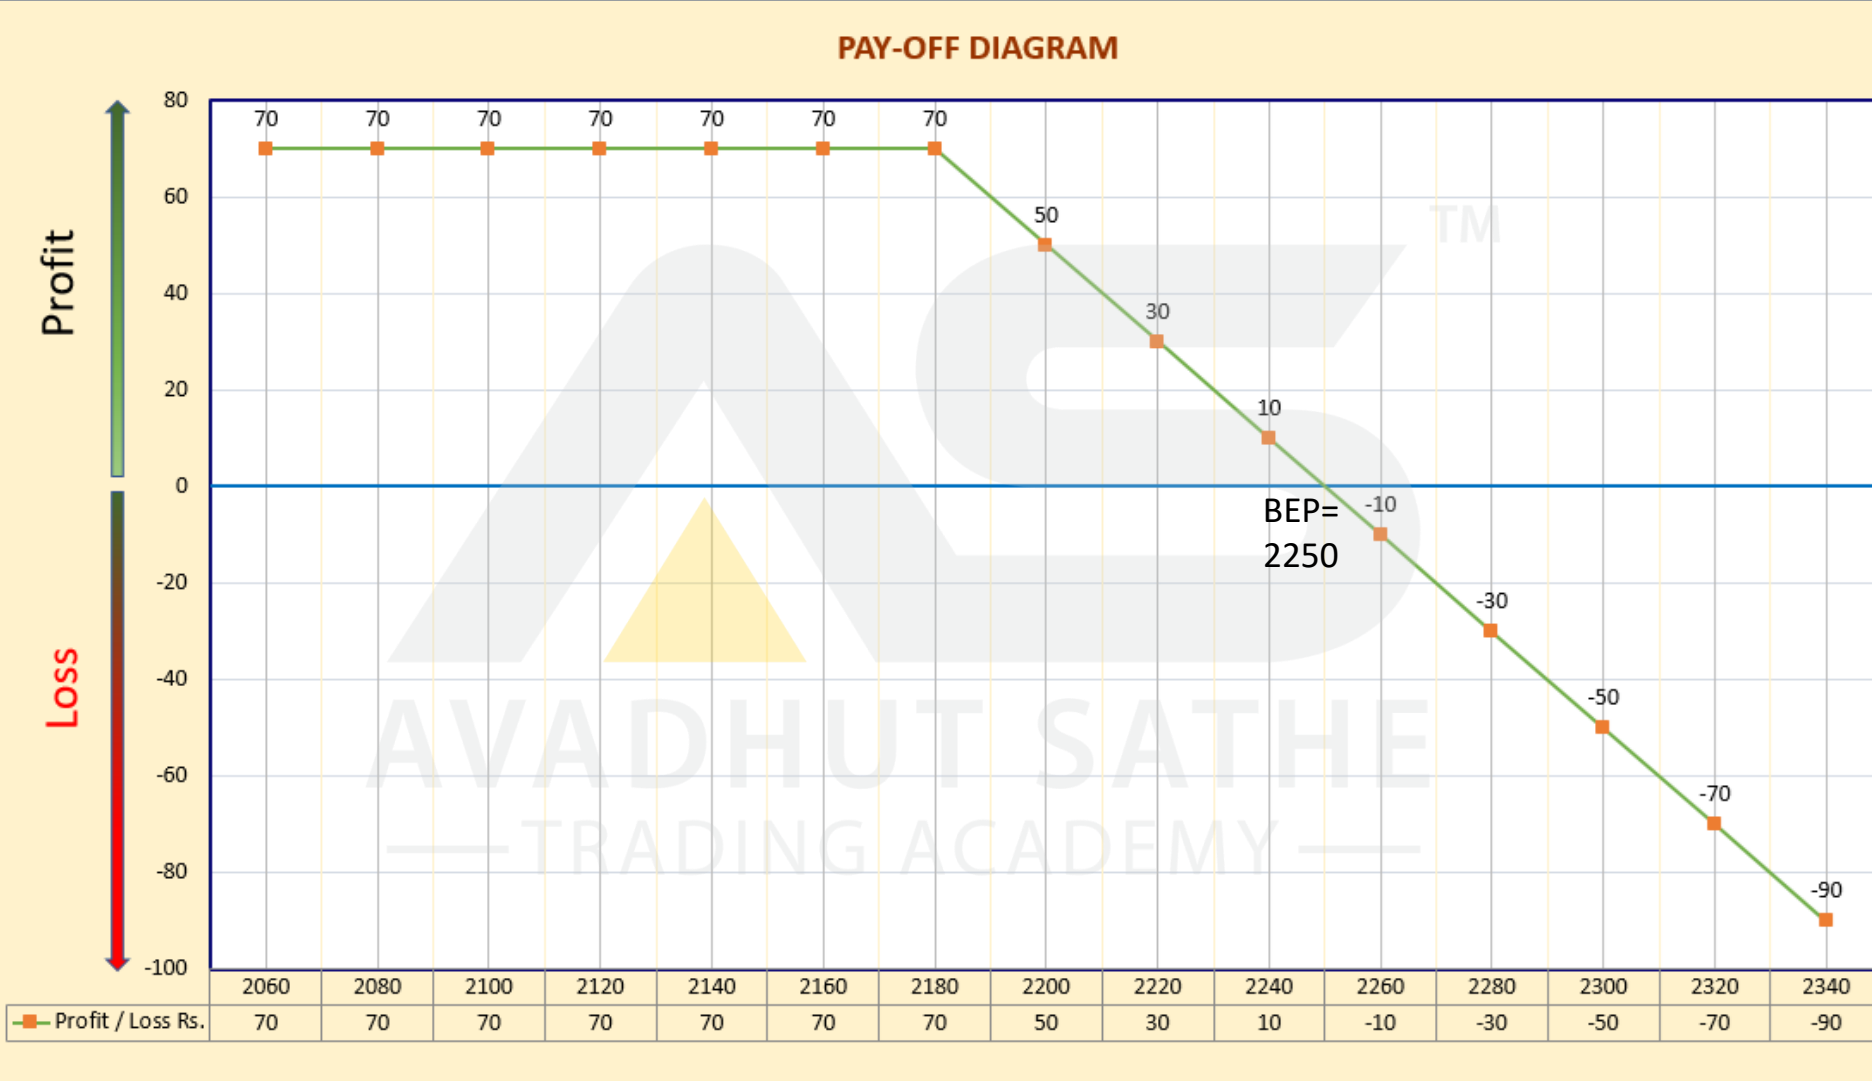 PAY-OFF DIAGRAM
80
70 70 70 70 70 70 70
60
50
TM
40
30
20
10
0
BEP=
2250
-10
-20
-30
-40
-50
-60
-70
-80
-90
-100
Profit
Loss
AVADHUT SATHE
TRADING ACADEMY
2060 2080 2100 2120 2140 2160 2180 2200 2220 2240 2260 2280 2300 2320 2340
Profit / Loss Rs. 70 70 70 70 70 70 70 50 30 10 -10 -30 -50 -70 -90